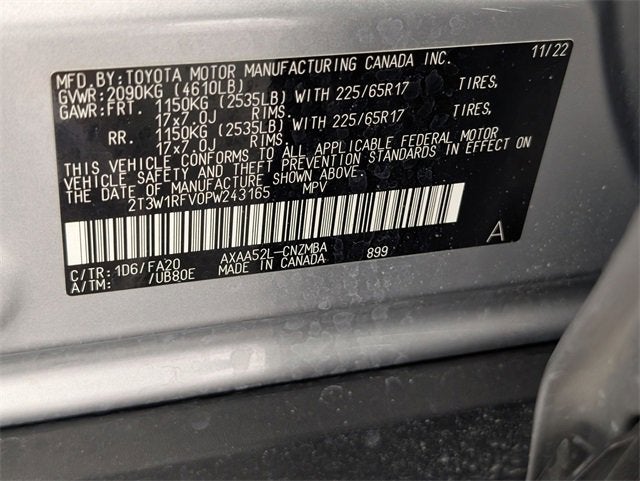 MFD.BY:TOYOTA MOTOR MANUFACTURING CANADA INC. 11/22
GVWR:2090KG (4610LB)
GAWR:FRT. 1150KG (2535LB) WITH 225/65R17 TIRES,
17x7.0J RIMS.
RR. 1150KG (2535LB) WITH 225/65R17 TIRES,
17x7.0J RIMS.
THIS VEHICLE CONFORMS TO ALL APPLICABLE FEDERAL MOTOR
VEHICLE SAFETY AND THEFT PREVENTION STANDARDS IN EFFECT ON
THE DATE OF MANUFACTURE SHOWN ABOVE.
2T3W1RFV0PW243165 MPV
A
C/TR:1D6/FA20 AXAA52L-CNZMBA 899
A/TM: /UB80E MADE IN CANADA